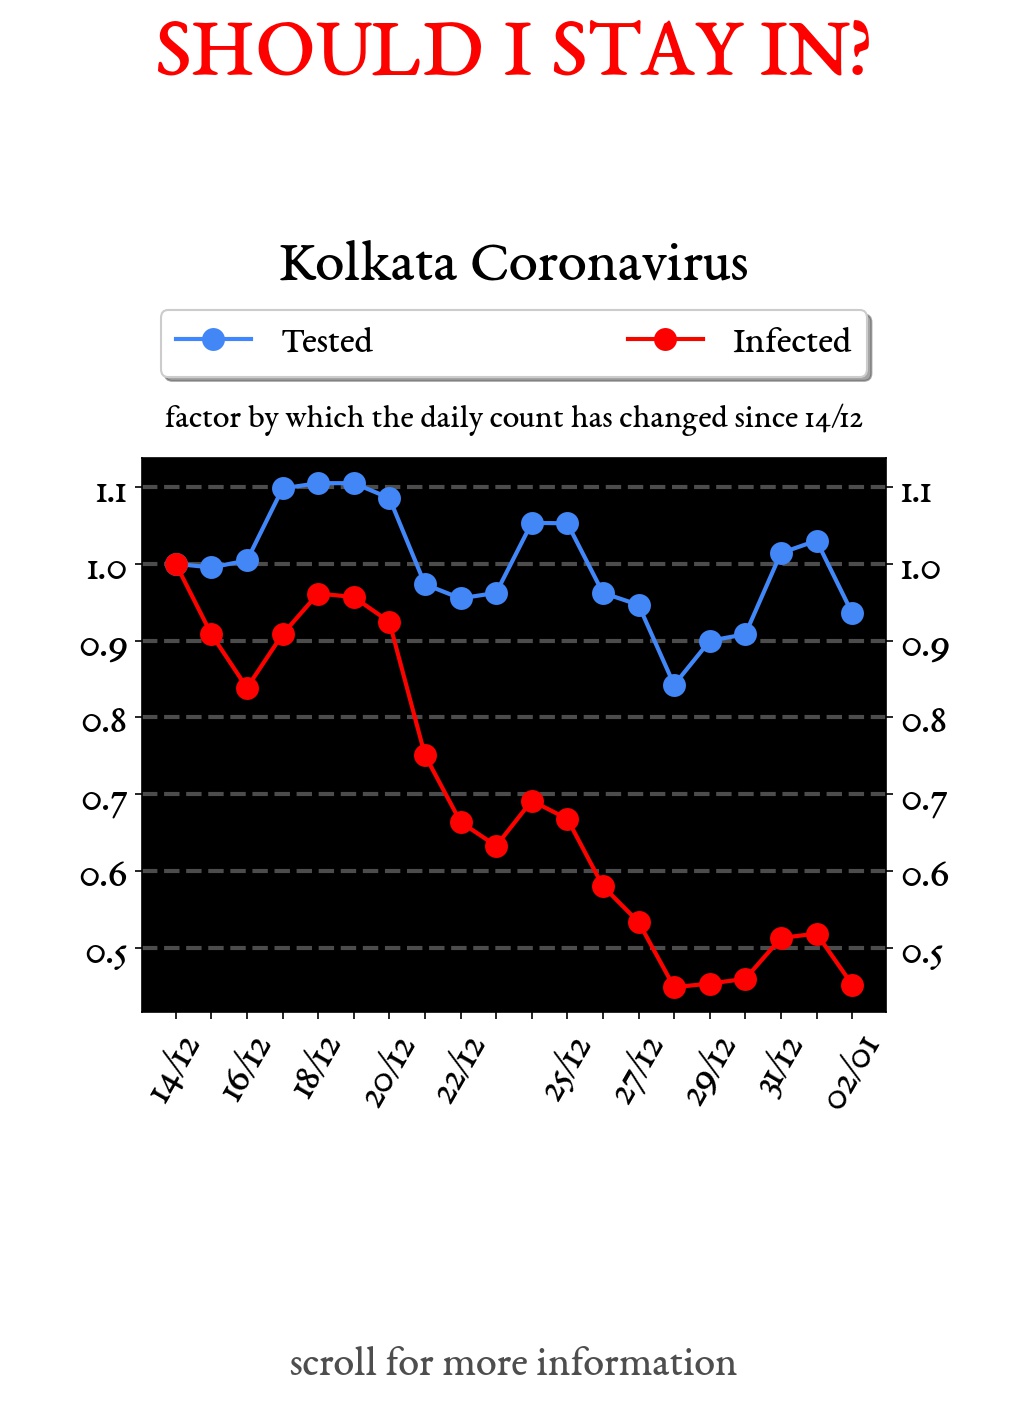 SHOULD I STAY IN?
Kolkata Coronavirus
Tested Infected
factor by which the daily count has changed since 14/12
1.1 1.1
1.0 1.0
0.9 0.9
0.8 0.8
0.7 0.7
0.6 0.6
0.5 0.5
14/12 16/12 18/12 20/12 22/12 25/12 27/12 29/12 31/12 02/01
scroll for more information